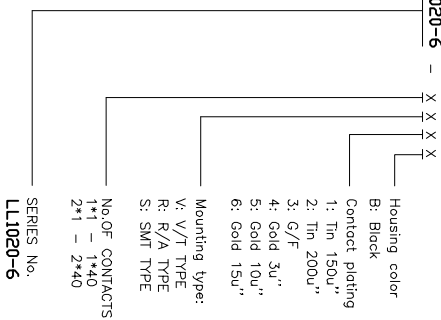 020-6 - X X X X
Housing color
B: Black
Contact plating
1: Tin 150u''
2: Tin 200u''
3: G/F
4: Gold 3u''
5: Gold 10u''
6: Gold 15u''
Mounting type:
V: V/T TYPE
R: R/A TYPE
S: SMT TYPE
No.OF CONTACTS
1*1 - 1*40
2*1 - 2*40
SERIES No.
LL1020-6